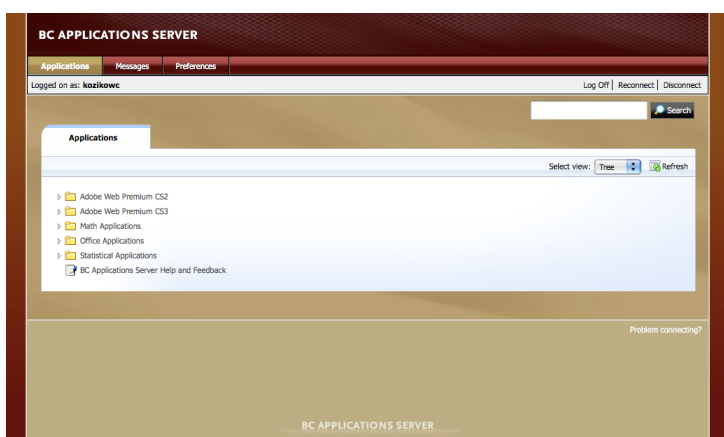 BC APPLICATIONS SERVER
Applications Messages Preferences
Logged on as: kozikowc Log Off | Reconnect | Disconnect
Search
Applications
Select view: Tree Refresh
Adobe Web Premium CS2
Adobe Web Premium CS3
Math Applications
Office Applications
Statistical Applications
BC Applications Server Help and Feedback
Problem connecting?
BC APPLICATIONS SERVER